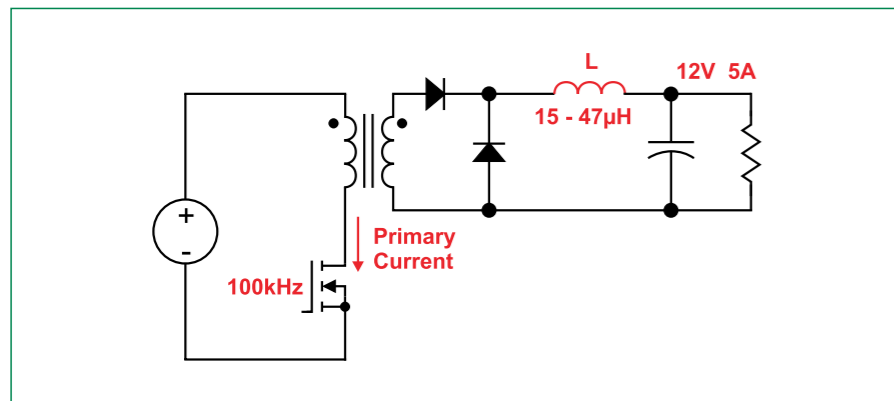 L
12V 5A
15 - 47µH
+
-
Primary
Current
100kHz